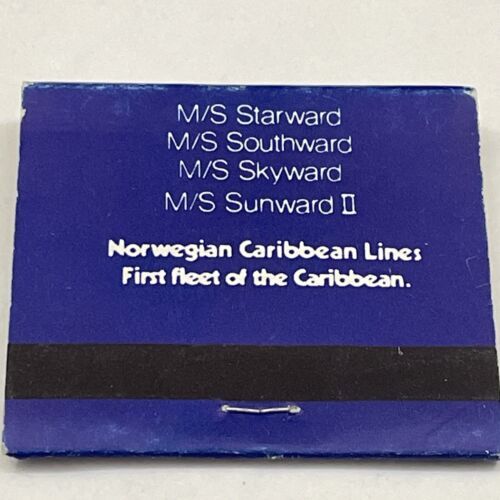 M/S Starward
M/S Southward
M/S Skyward
M/S Sunward II
Norwegian Caribbean Lines
First fleet of the Caribbean.